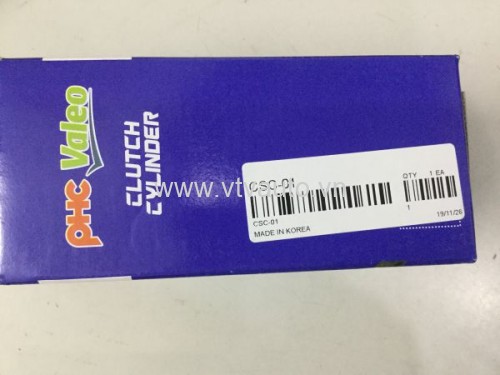 PHC Valeo
CLUTCH
CYLINDER
CSC-01
QTY 1 EA
CSC-01
1
19/11/26
MADE IN KOREA